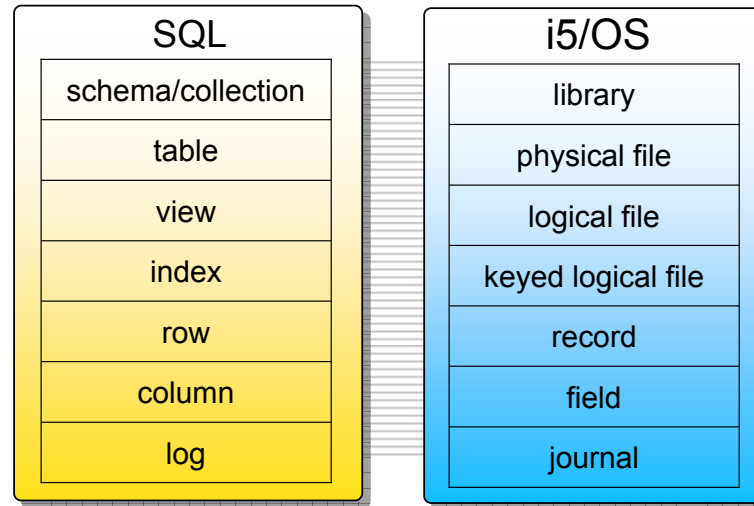 SQL
schema/collection
table
view
index
row
column
log
i5/OS
library
physical file
logical file
keyed logical file
record
field
journal